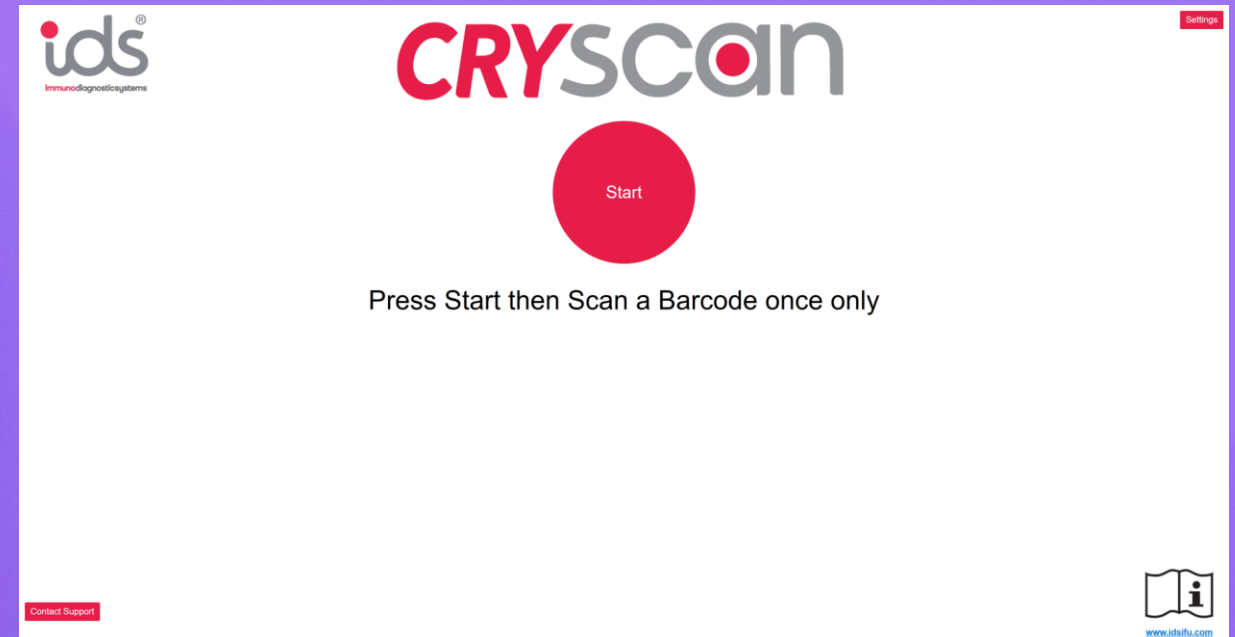 ids®
immunodiagnosticsystems
CRYSCan
Settings
Start
Press Start then Scan a Barcode once only
Contact Support
i
www.idsifu.com